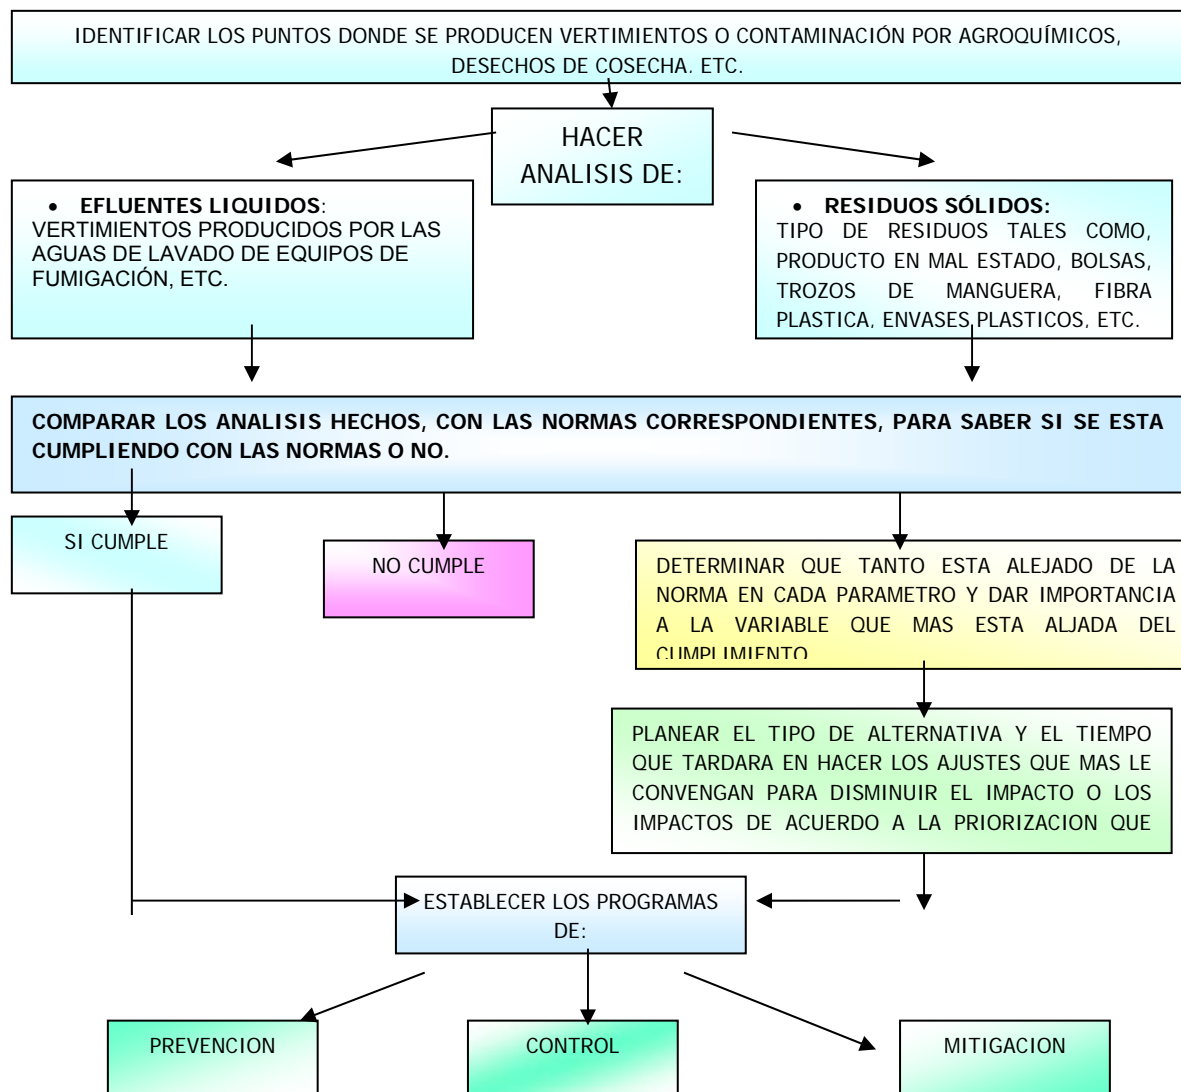 IDENTIFICAR LOS PUNTOS DONDE SE PRODUCEN VERTIMIENTOS O CONTAMINACIÓN POR AGROQUÍMICOS,
DESECHOS DE COSECHA. ETC.
HACER
ANALISIS DE:
• EFLUENTES LIQUIDOS:
VERTIMIENTOS PRODUCIDOS POR LAS
AGUAS DE LAVADO DE EQUIPOS DE
FUMIGACIÓN, ETC.
• RESIDUOS SÓLIDOS:
TIPO DE RESIDUOS TALES COMO,
PRODUCTO EN MAL ESTADO, BOLSAS,
TROZOS DE MANGUERA, FIBRA
PLASTICA, ENVASES PLASTICOS, ETC.
COMPARAR LOS ANALISIS HECHOS, CON LAS NORMAS CORRESPONDIENTES, PARA SABER SI SE ESTA
CUMPLIENDO CON LAS NORMAS O NO.
SI CUMPLE
NO CUMPLE
DETERMINAR QUE TANTO ESTA ALEJADO DE LA
NORMA EN CADA PARAMETRO Y DAR IMPORTANCIA
A LA VARIABLE QUE MAS ESTA ALJADA DEL
CUMPLIMIENTO
PLANEAR EL TIPO DE ALTERNATIVA Y EL TIEMPO
QUE TARDARA EN HACER LOS AJUSTES QUE MAS LE
CONVENGAN PARA DISMINUIR EL IMPACTO O LOS
IMPACTOS DE ACUERDO A LA PRIORIZACION QUE
ESTABLECER LOS PROGRAMAS
DE:
PREVENCION
CONTROL
MITIGACION